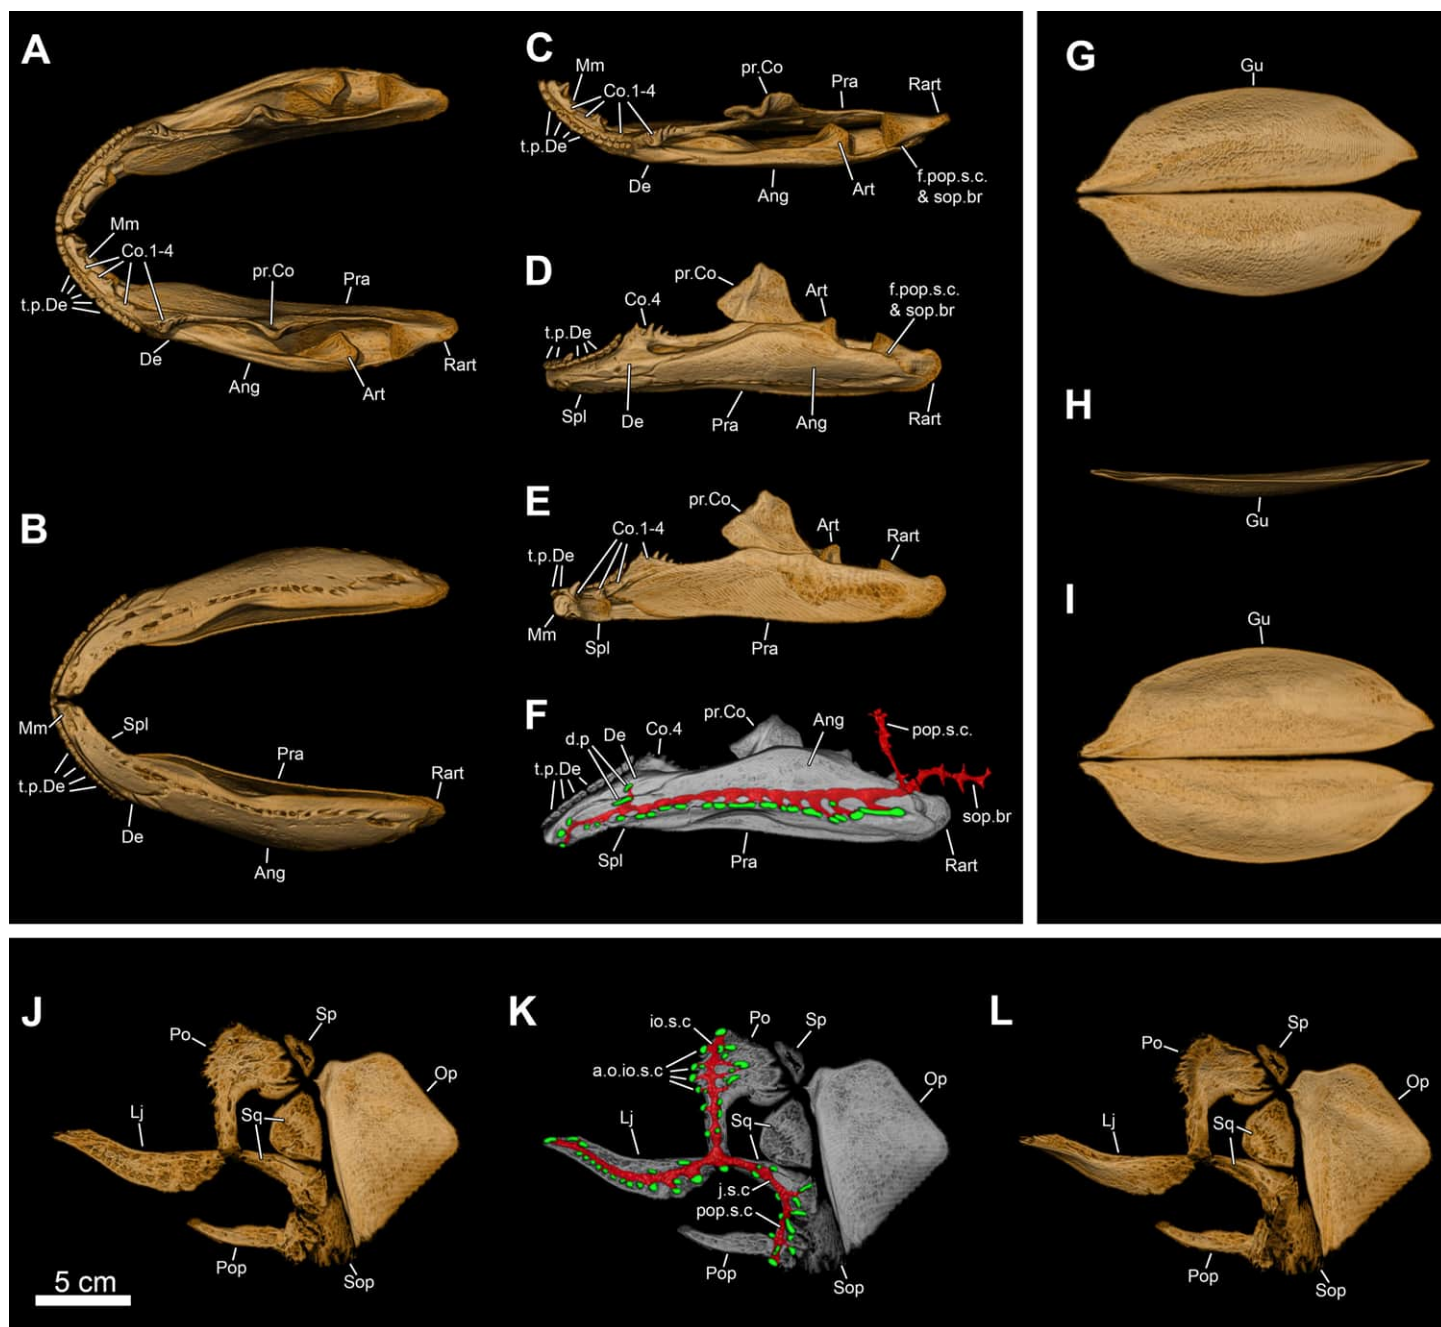 A
Mm
Co.1-4
t.p.De
De
Ang
pr.Co
Pra
Art
Rart
B
Mm
Spl
t.p.De
De
Pra
Ang
Rart
C
Mm
Co.1-4
t.p.De
De
pr.Co
Pra
Ang
Art
Rart
f.pop.s.c.
& sop.br
D
t.p.De
Co.4
pr.Co
Art
f.pop.s.c.
& sop.br
Spl
De
Pra
Ang
Rart
E
t.p.De
Co.1-4
pr.Co
Art
Rart
Mm
Spl
Pra
F
t.p.De
d.p
De
Co.4
pr.Co
Ang
pop.s.c.
sop.br
Spl
Pra
Rart
G
Gu
H
Gu
I
Gu
J
Po
Sp
Op
Lj
Sq
Pop
Sop
5 cm
K
io.s.c
Po
Sp
a.o.io.s.c
Op
Lj
Sq
j.s.c
pop.s.c
Pop
Sop
L
Po
Sp
Op
Lj
Sq
Pop
Sop